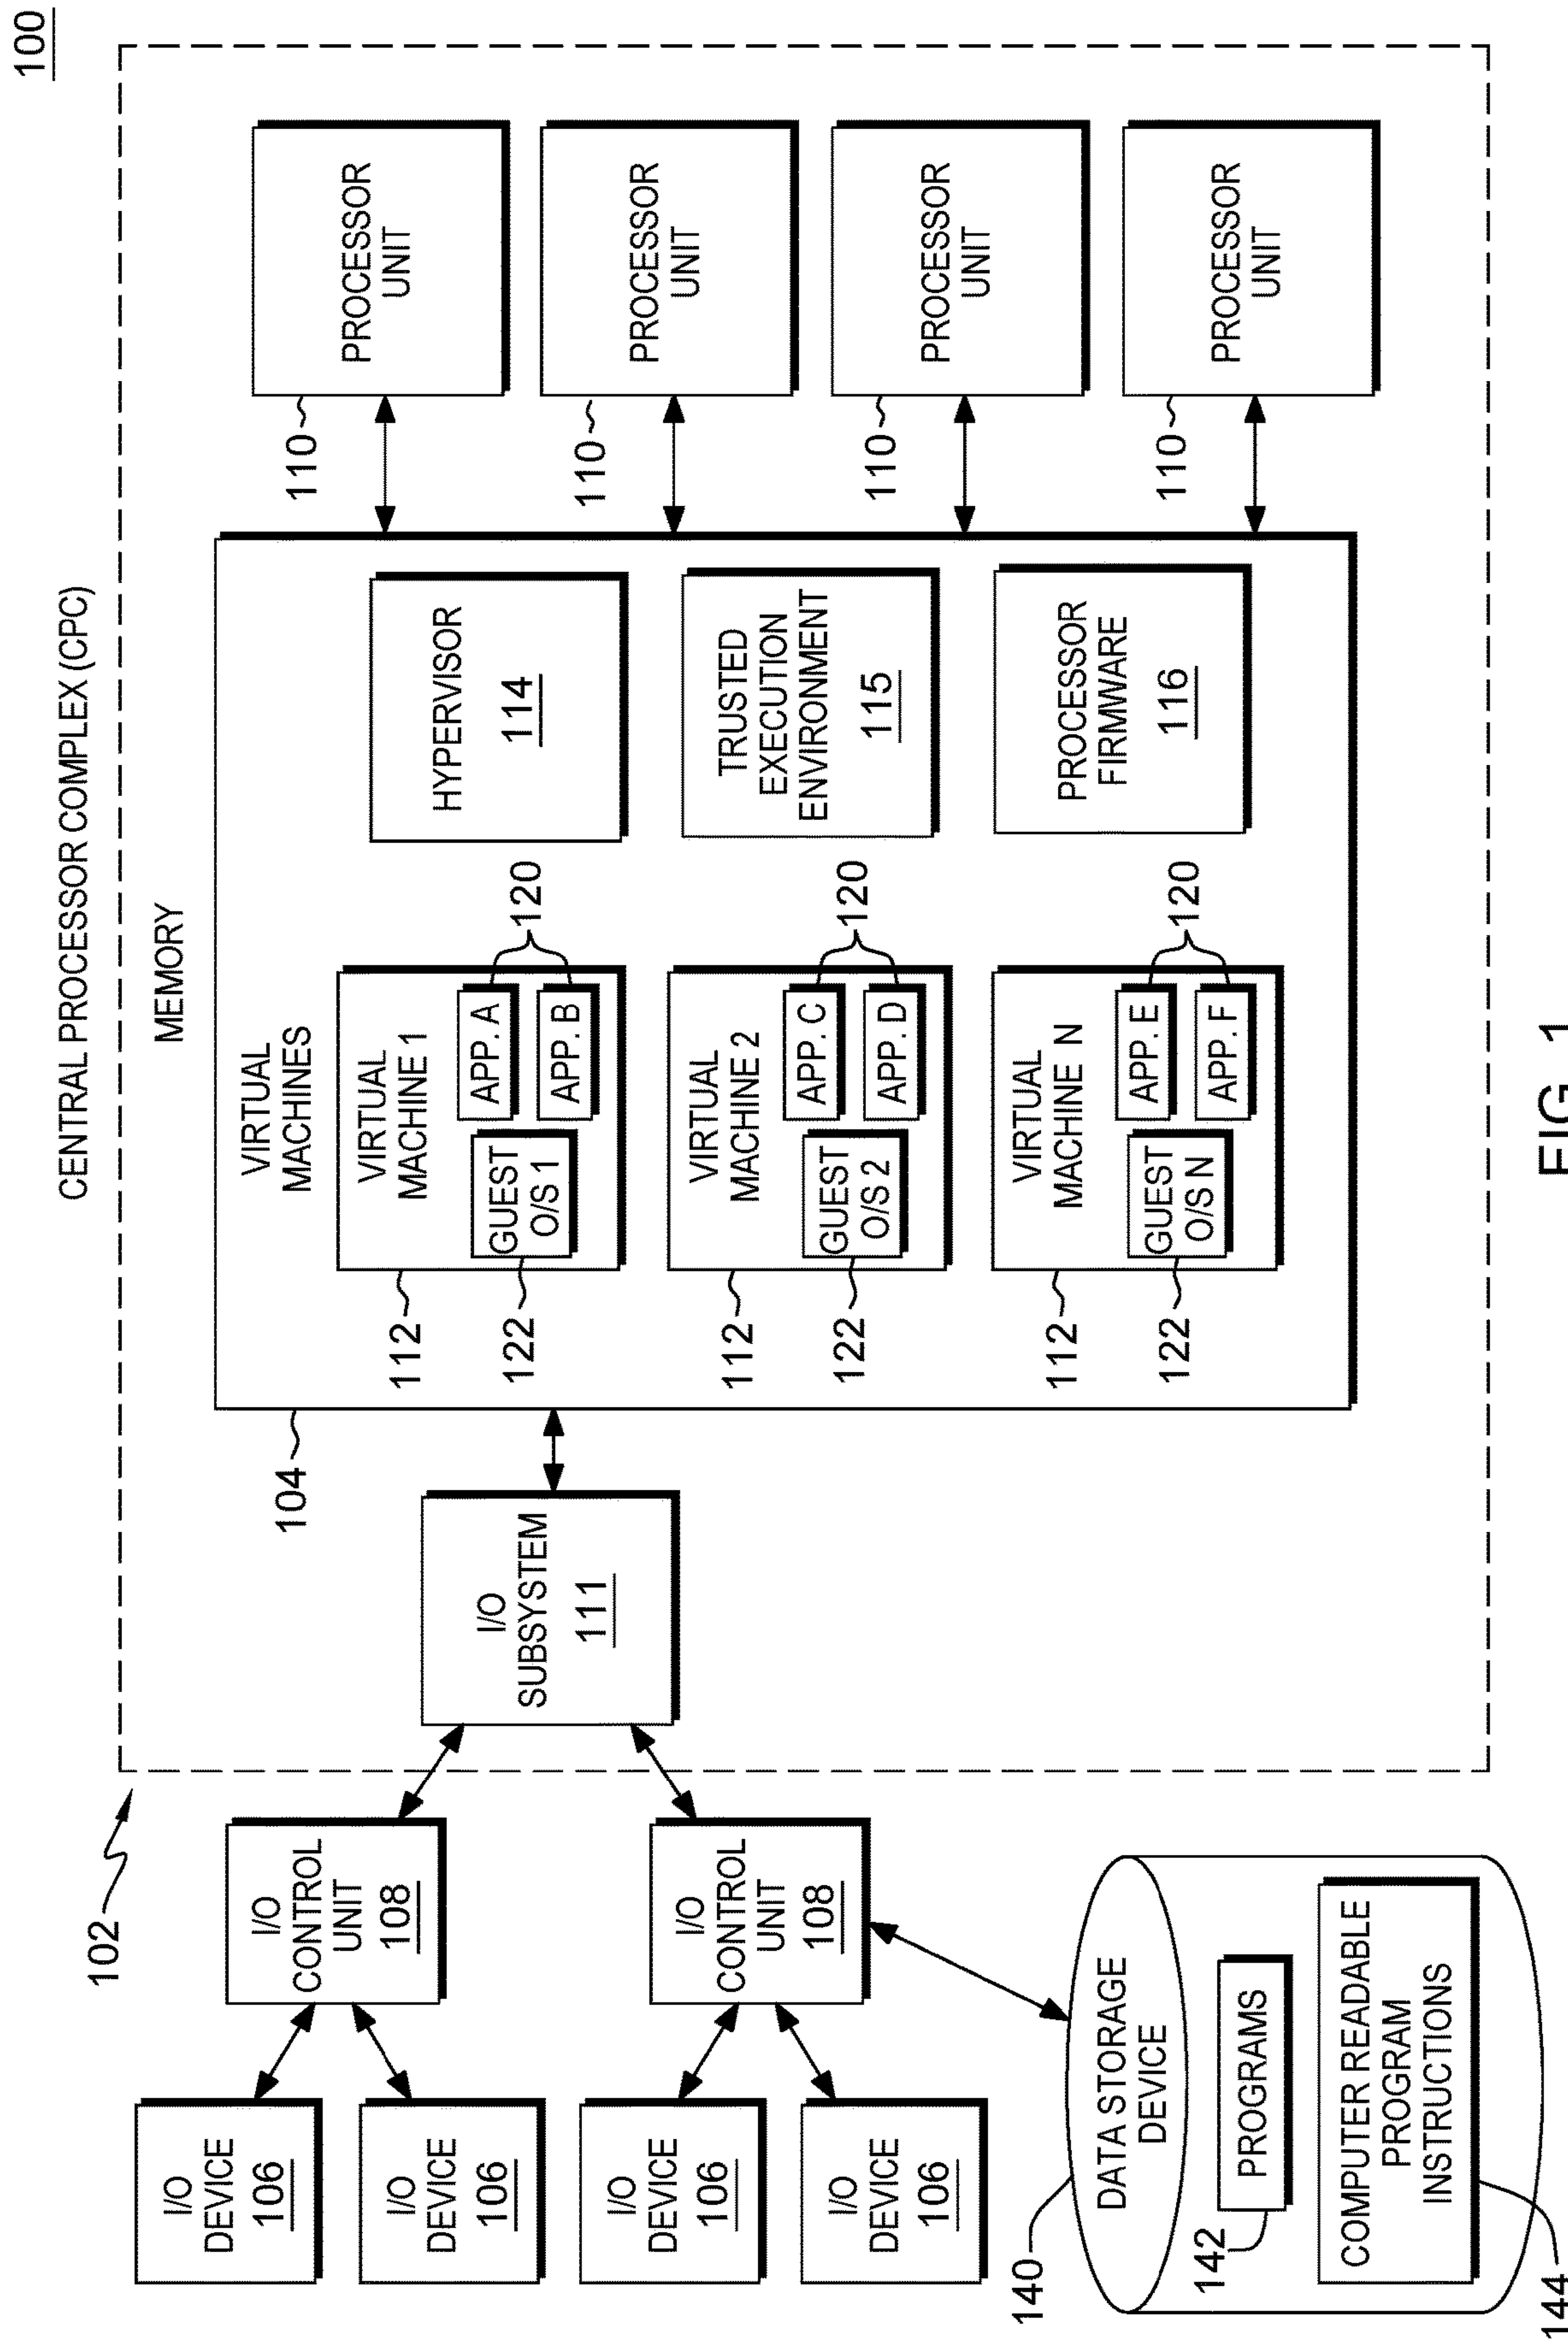 100
CENTRAL PROCESSOR COMPLEX (CPC)
102
MEMORY
104
VIRTUAL
MACHINES
VIRTUAL
MACHINE 1
112
GUEST
O/S 1
122
APP. A
APP. B
120
VIRTUAL
MACHINE 2
112
GUEST
O/S 2
122
APP. C
APP. D
120
VIRTUAL
MACHINE N
112
GUEST
O/S N
122
APP. E
APP. F
120
HYPERVISOR
114
TRUSTED
EXECUTION
ENVIRONMENT
115
PROCESSOR
FIRMWARE
116
110
PROCESSOR
UNIT
110
PROCESSOR
UNIT
110
PROCESSOR
UNIT
110
PROCESSOR
UNIT
I/O
SUBSYSTEM
111
I/O
CONTROL
UNIT
108
I/O
CONTROL
UNIT
108
I/O
DEVICE
106
I/O
DEVICE
106
I/O
DEVICE
106
I/O
DEVICE
106
140
DATA STORAGE
DEVICE
142
PROGRAMS
COMPUTER READABLE
PROGRAM
INSTRUCTIONS
144
FIG. 1